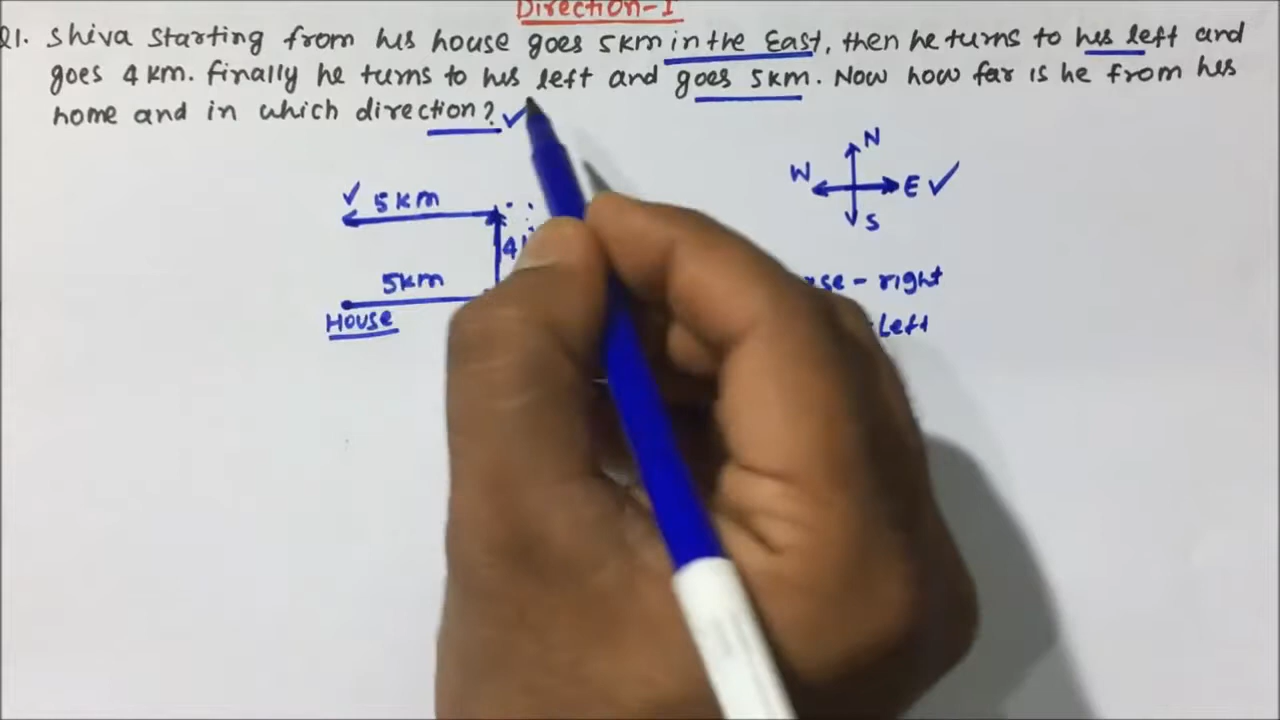 Direction-I
Q1. Shiva starting from his house goes 5km in the East, then he turns to his left and
goes 4 km. Finally he turns to his left and goes 5km. Now how far is he from his
home and in which direction?
N
W E
S
5km
4
5km
House
- right
- Left